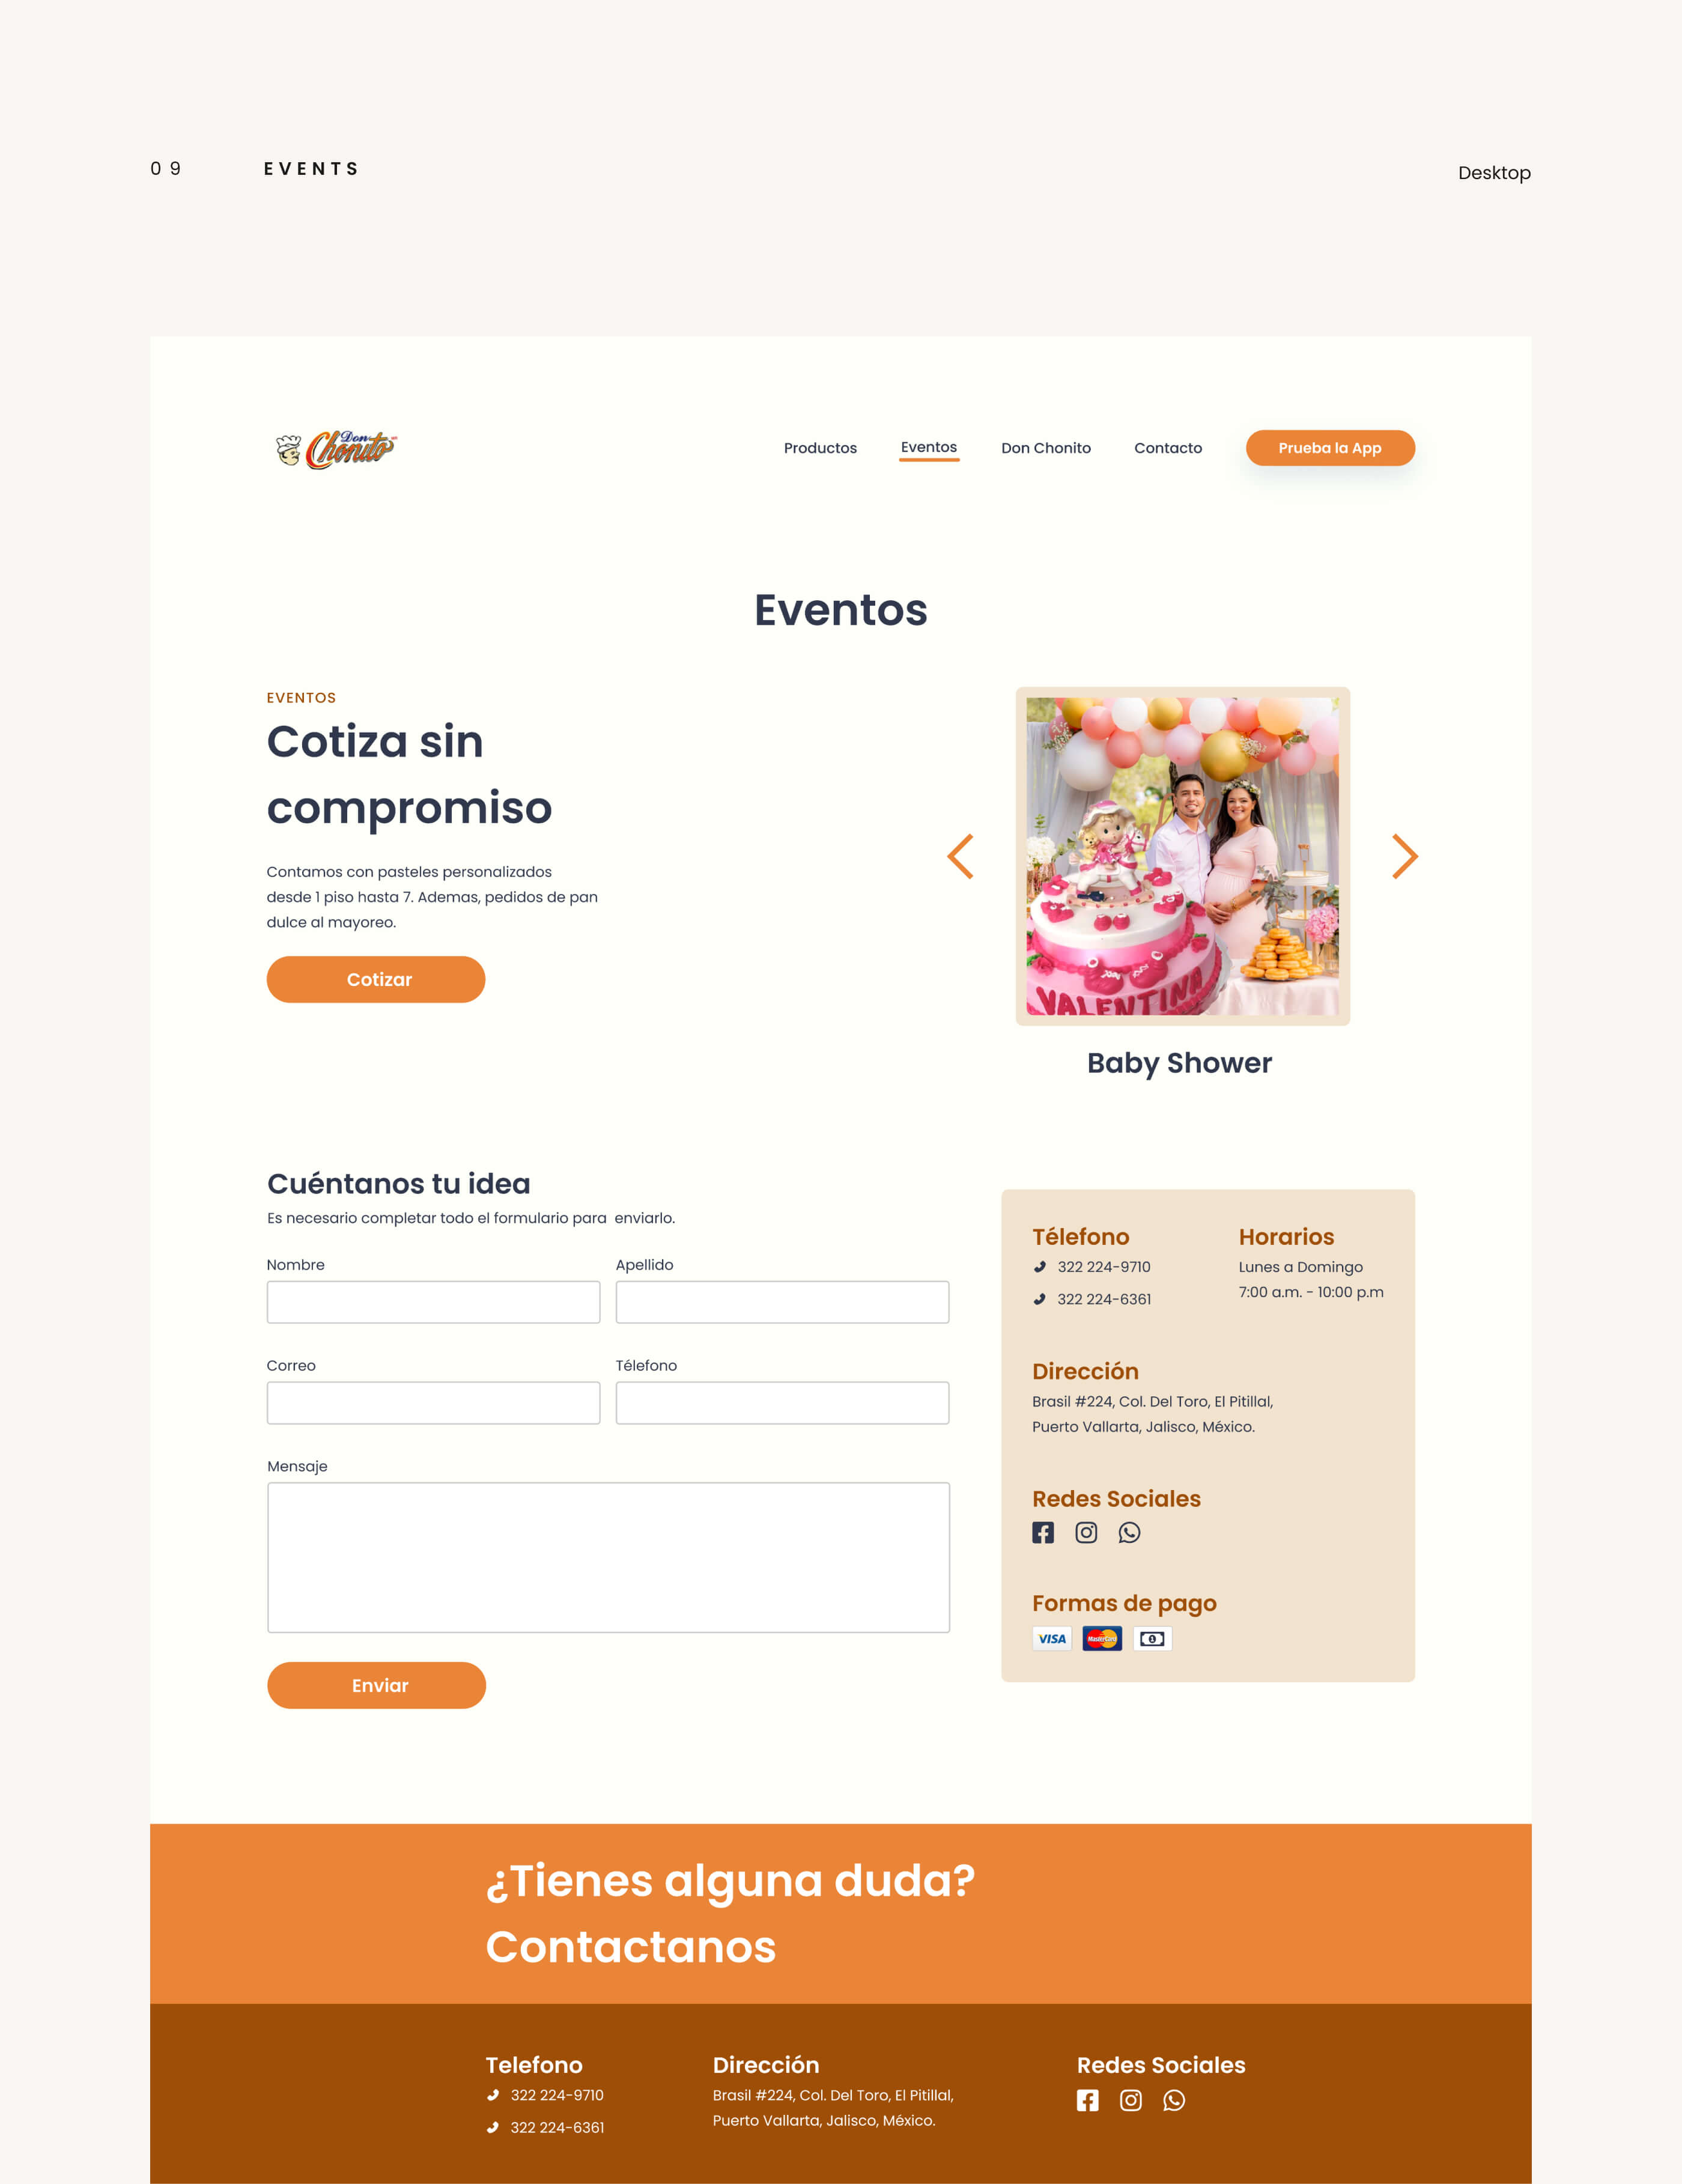 09 EVENTS
Desktop
Don Chonito
Productos Eventos Don Chonito Contacto Prueba la App
Eventos
EVENTOS
Cotiza sin
compromiso
Contamos con pasteles personalizados
desde 1 piso hasta 7. Ademas, pedidos de pan
dulce al mayoreo.
Cotizar
VALENTINA
Baby Shower
Cuéntanos tu idea
Es necesario completar todo el formulario para enviarlo.
Nombre Apellido
Correo Télefono
Mensaje
Enviar
Télefono
322 224-9710
322 224-6361
Horarios
Lunes a Domingo
7:00 a.m. - 10:00 p.m
Dirección
Brasil #224, Col. Del Toro, El Pitillal,
Puerto Vallarta, Jalisco, México.
Redes Sociales
Formas de pago
VISA MasterCard
¿Tienes alguna duda?
Contactanos
Telefono
322 224-9710
322 224-6361
Dirección
Brasil #224, Col. Del Toro, El Pitillal,
Puerto Vallarta, Jalisco, México.
Redes Sociales